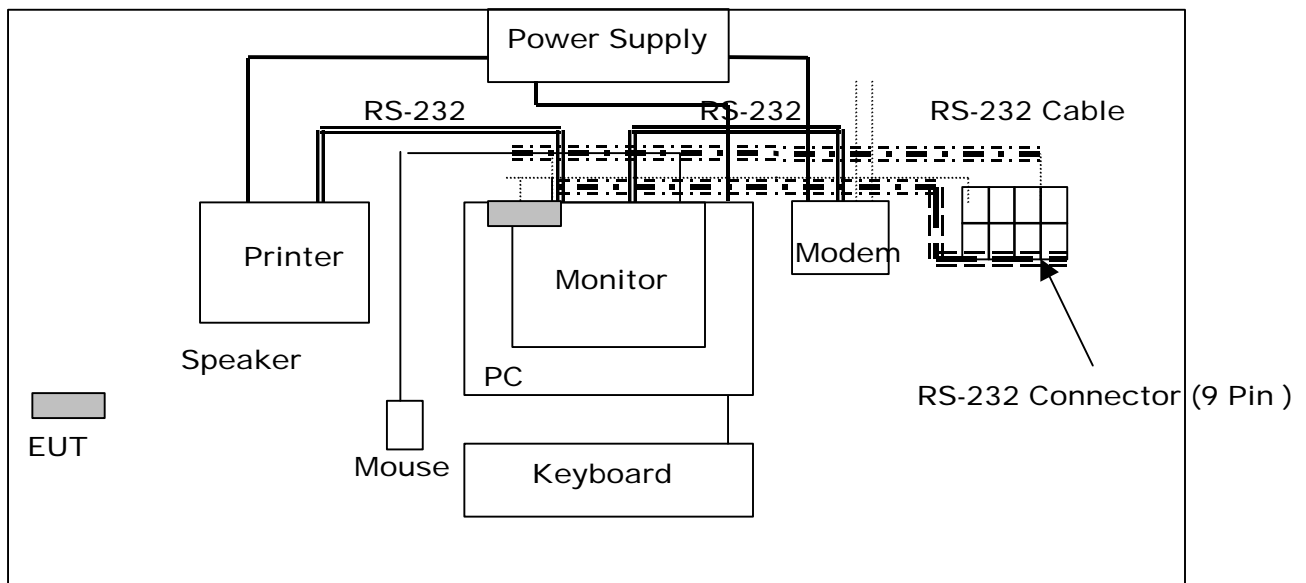 Power Supply
RS-232
RS-232
RS-232 Cable
Printer
Modem
Monitor
Speaker
PC
RS-232 Connector (9 Pin )
EUT
Mouse
Keyboard